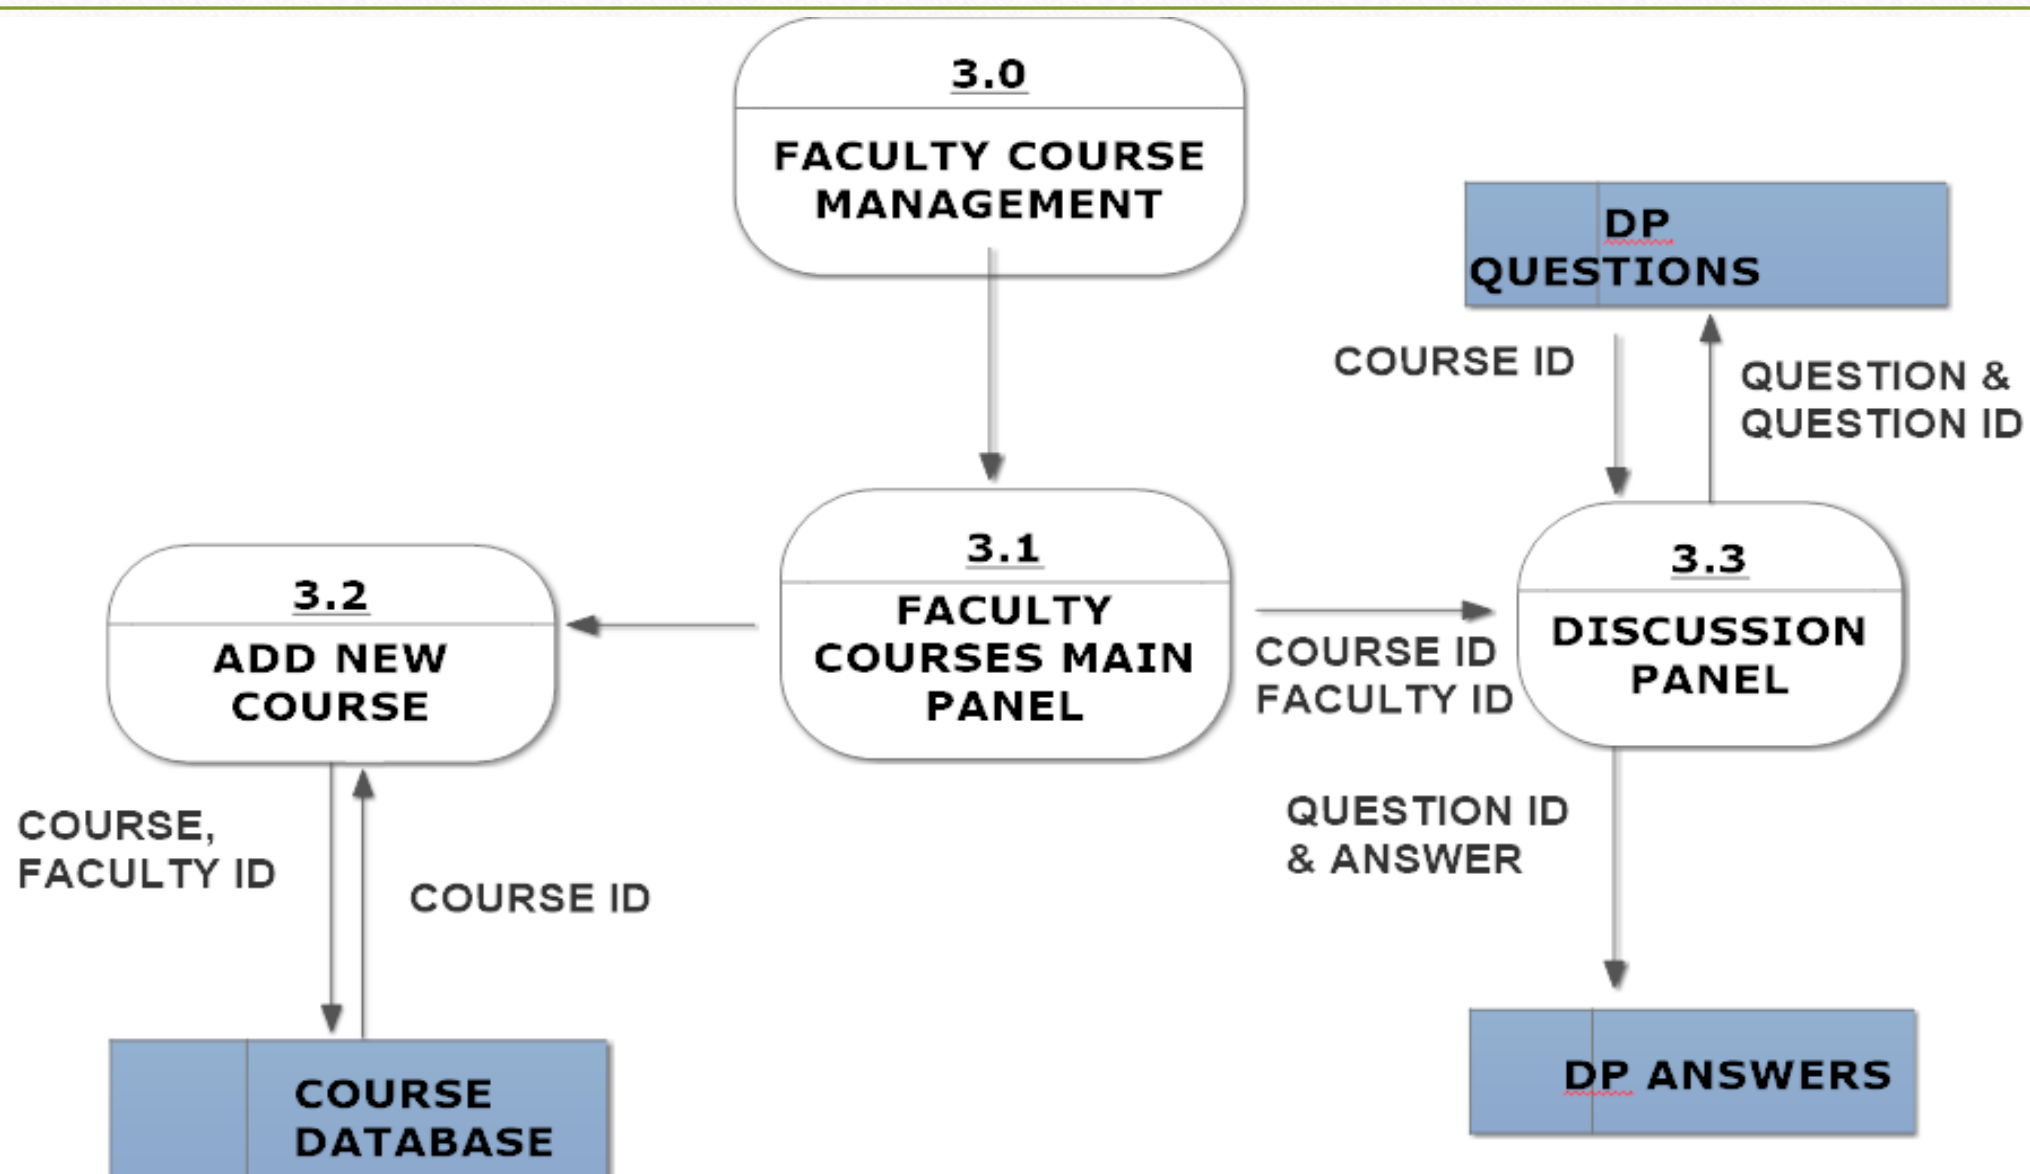 3.0
FACULTY COURSE
MANAGEMENT
DP
QUESTIONS
COURSE ID
QUESTION &
QUESTION ID
3.1
FACULTY
COURSES MAIN
PANEL
3.2
ADD NEW
COURSE
3.3
DISCUSSION
PANEL
COURSE ID
FACULTY ID
COURSE,
FACULTY ID
COURSE ID
QUESTION ID
& ANSWER
COURSE
DATABASE
DP ANSWERS